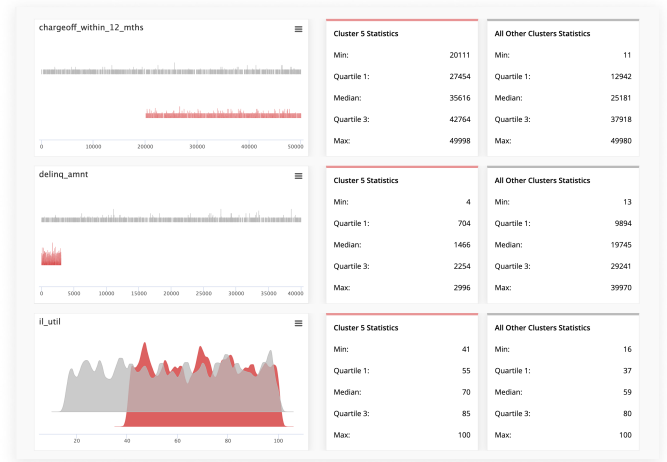 chargeoff_within_12_mths
0 10000 20000 30000 40000 50000
Cluster 5 Statistics
Min: 20111
Quartile 1: 27454
Median: 35616
Quartile 3: 42764
Max: 49998
All Other Clusters Statistics
Min: 11
Quartile 1: 12942
Median: 25181
Quartile 3: 37918
Max: 49980
delinq_amnt
0 5000 10000 15000 20000 25000 30000 35000 40000
Cluster 5 Statistics
Min: 4
Quartile 1: 704
Median: 1466
Quartile 3: 2254
Max: 2996
All Other Clusters Statistics
Min: 13
Quartile 1: 9894
Median: 19745
Quartile 3: 29241
Max: 39970
il_util
20 40 60 80 100
Cluster 5 Statistics
Min: 41
Quartile 1: 55
Median: 70
Quartile 3: 85
Max: 100
All Other Clusters Statistics
Min: 16
Quartile 1: 37
Median: 59
Quartile 3: 80
Max: 100